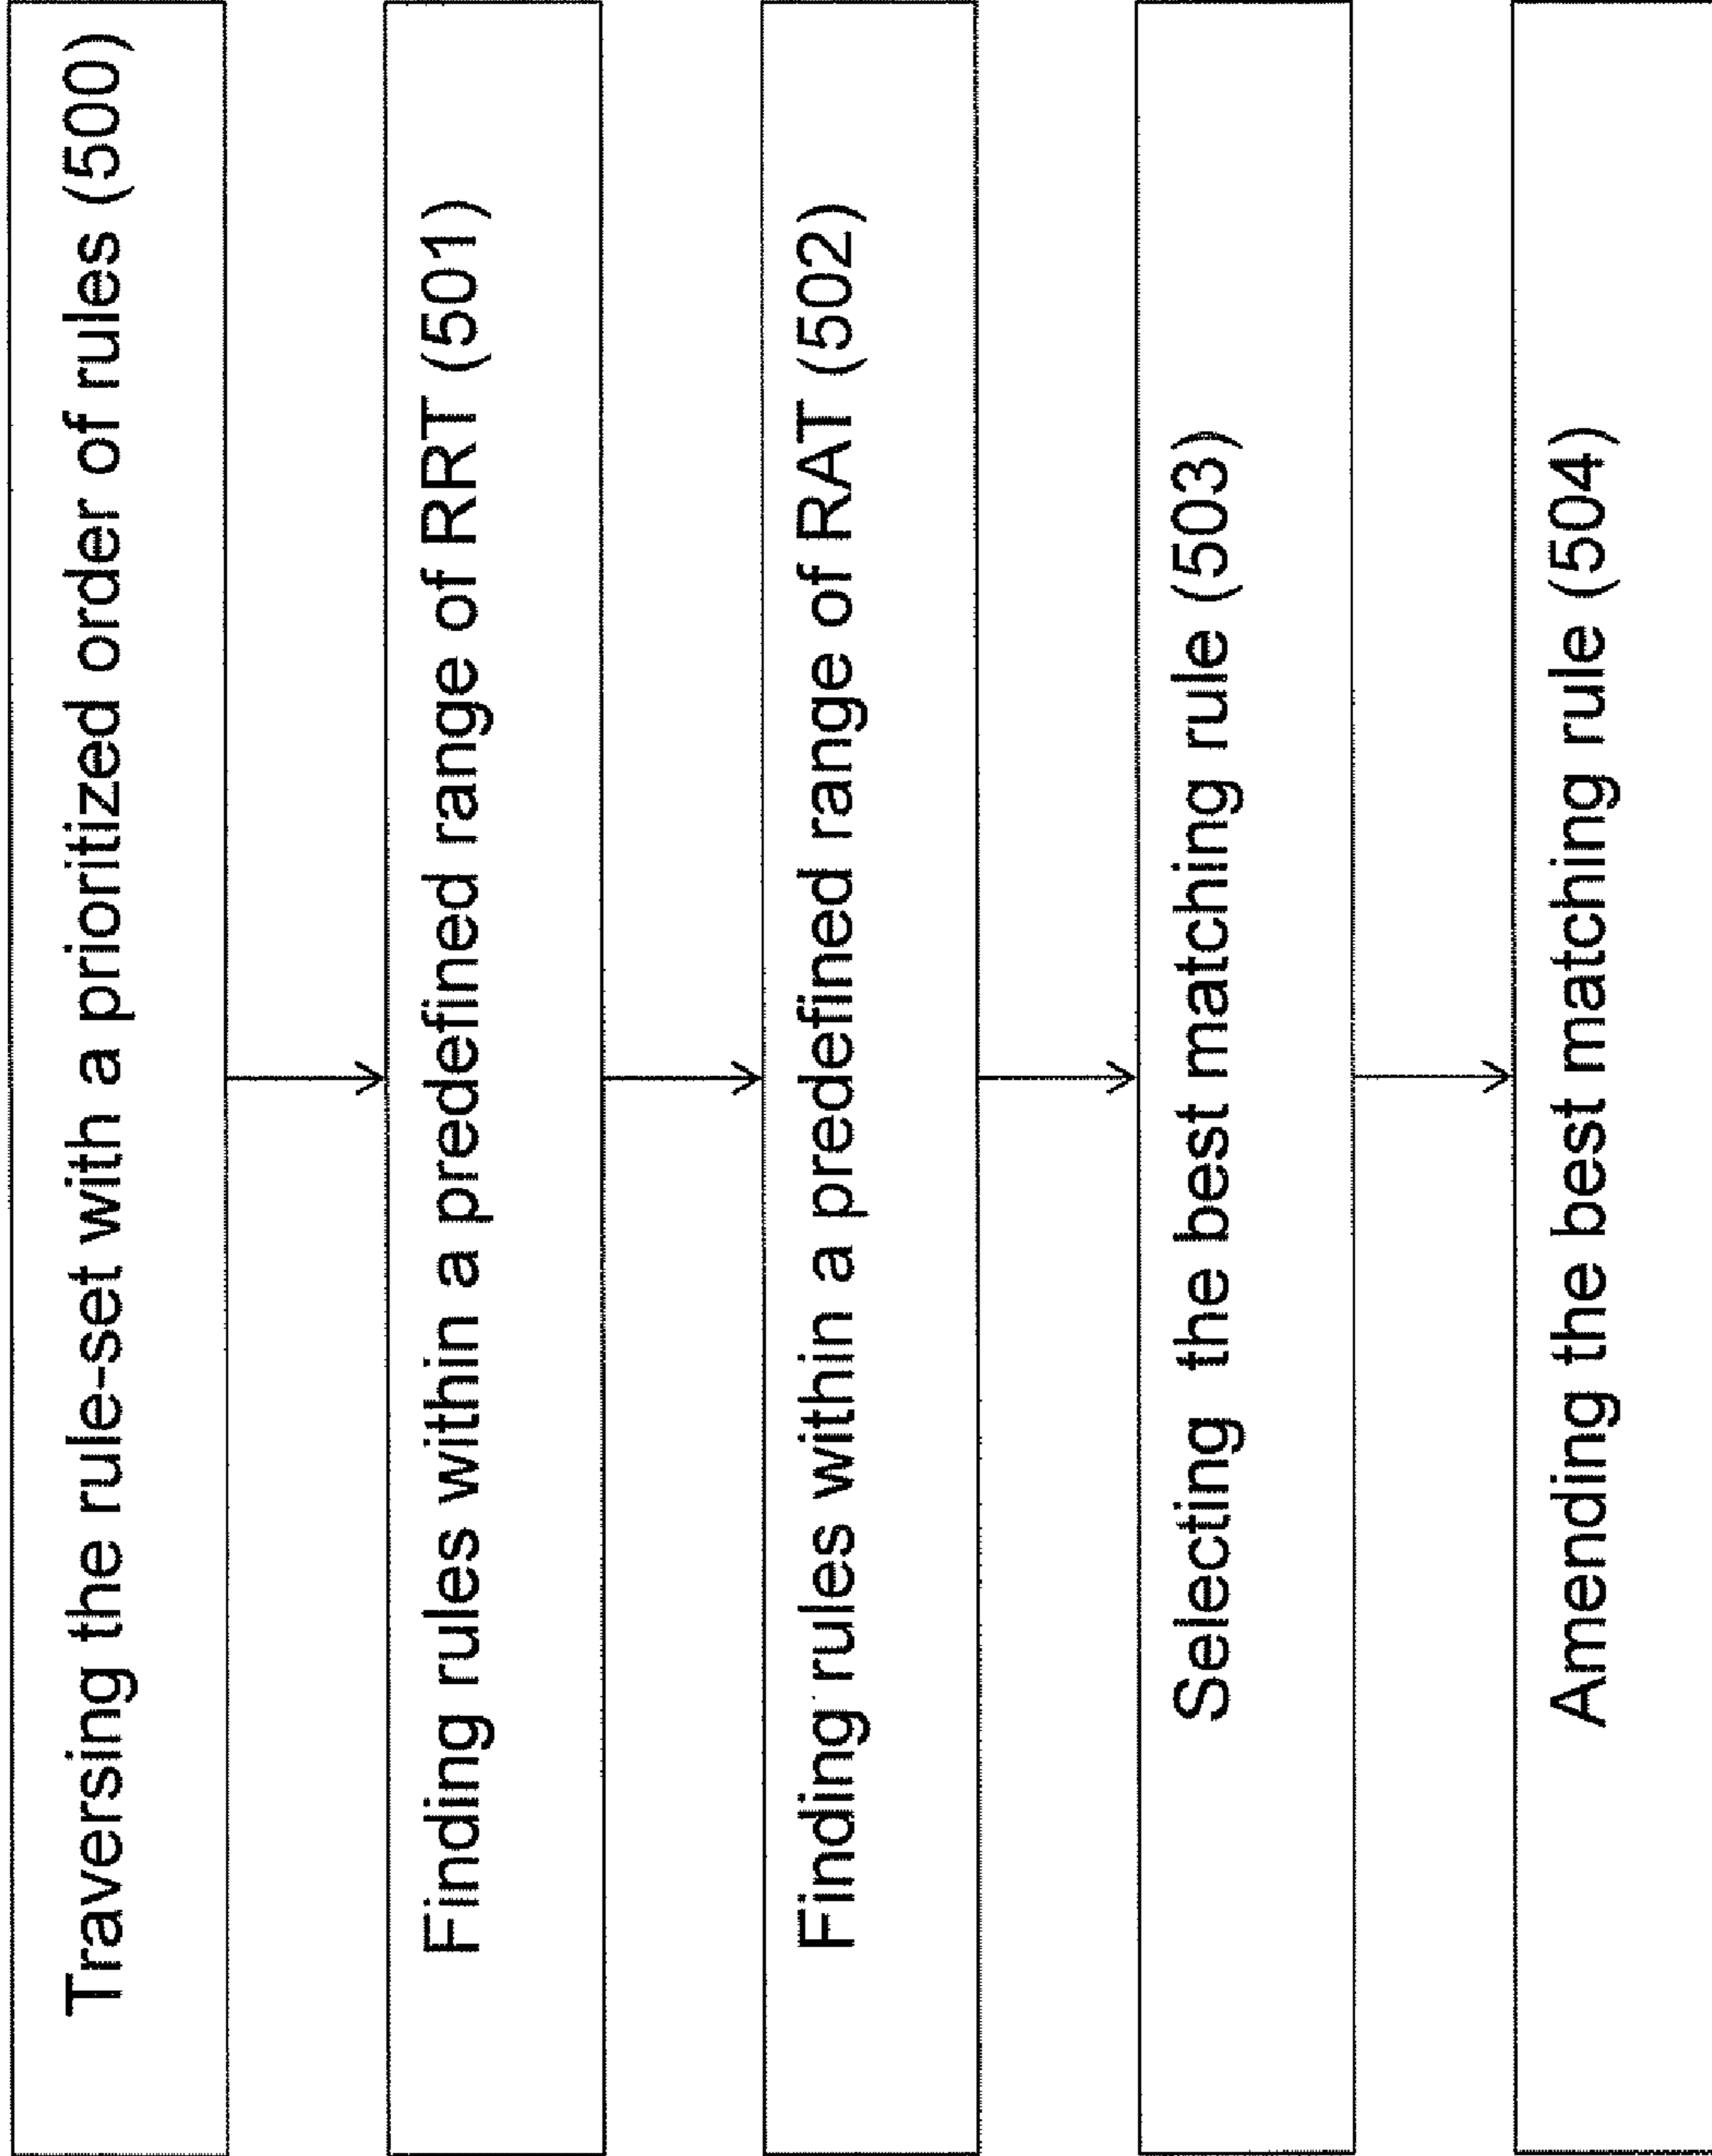 Traversing the rule-set with a prioritized order of rules (500)
Finding rules within a predefined range of RRT (501)
Finding rules within a predefined range of RAT (502)
Selecting the best matching rule (503)
Amending the best matching rule (504)